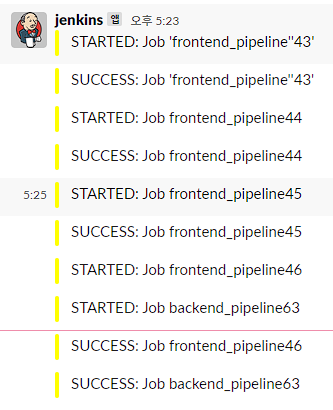 jenkins 앱 오후 5:23
STARTED: Job 'frontend_pipeline''43'
SUCCESS: Job 'frontend_pipeline''43'
STARTED: Job frontend_pipeline44
SUCCESS: Job frontend_pipeline44
5:25 STARTED: Job frontend_pipeline45
SUCCESS: Job frontend_pipeline45
STARTED: Job frontend_pipeline46
STARTED: Job backend_pipeline63
SUCCESS: Job frontend_pipeline46
SUCCESS: Job backend_pipeline63